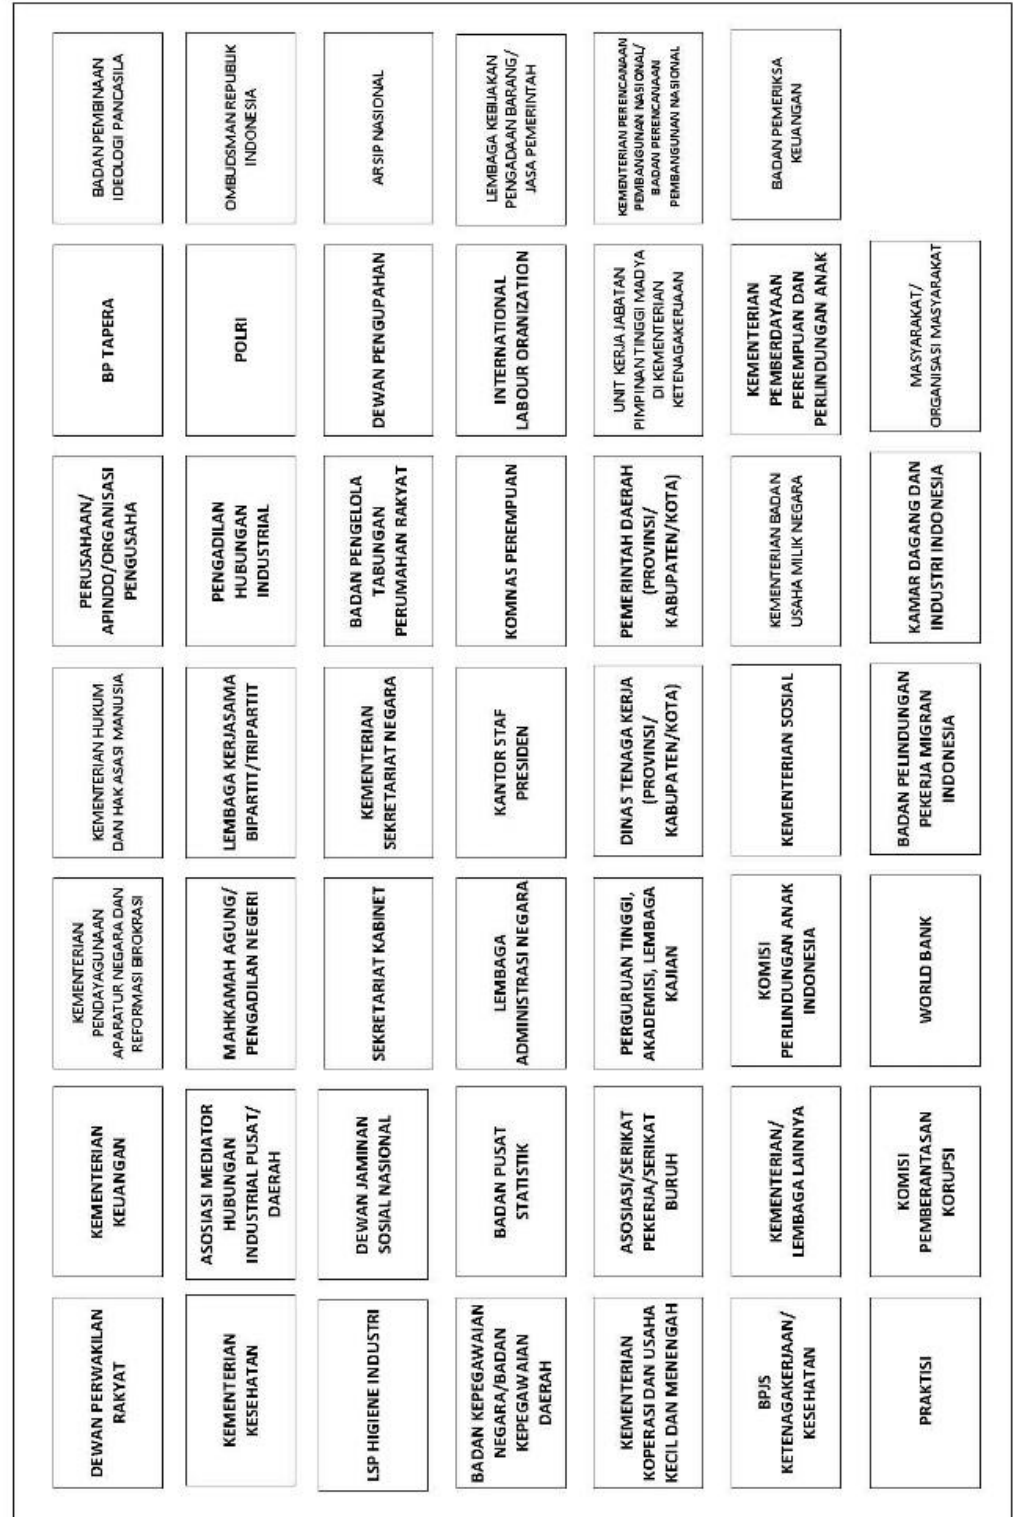 DEWAN PERWAKILAN
RAKYAT
KEMENTERIAN
KEUANGAN
KEMENTERIAN
PENDAYAGUNAAN
APARATUR NEGARA DAN
REFORMASI BIROKRASI
KEMENTERIAN HUKUM
DAN HAK ASASI MANUSIA
PERUSAHAAN/
APINDO/ORGANISASI
PENGUSAHA
BP TAPERA
BADAN PEMBINAAN
IDEOLOGI PANCASILA
KEMENTERIAN
KESEHATAN
ASOSIASI MEDIATOR
HUBUNGAN
INDUSTRIAL PUSAT/
DAERAH
MAHKAMAH AGUNG/
PENGADILAN NEGERI
LEMBAGA KERJASAMA
BIPARTIT/TRIPARTIT
PENGADILAN
HUBUNGAN
INDUSTRIAL
POLRI
OMBUDSMAN REPUBLIK
INDONESIA
LSP HIGIENE INDUSTRI
DEWAN JAMINAN
SOSIAL NASIONAL
SEKRETARIAT KABINET
KEMENTERIAN
SEKRETARIAT NEGARA
BADAN PENGELOLA
TABUNGAN
PERUMAHAN RAKYAT
DEWAN PENGUPAHAN
ARSIP NASIONAL
BADAN KEPEGAWAIAN
NEGARA/BADAN
KEPEGAWAIAN
DAERAH
BADAN PUSAT
STATISTIK
LEMBAGA
ADMINISTRASI NEGARA
KANTOR STAF
PRESIDEN
KOMNAS PEREMPUAN
INTERNATIONAL
LABOUR ORANIZATION
LEMBAGA KEBIJAKAN
PENGADAAN BARANG/
JASA PEMERINTAH
KEMENTERIAN
KOPERASI DAN USAHA
KECIL DAN MENENGAH
ASOSIASI/SERIKAT
PEKERJA/SERIKAT
BURUH
PERGURUAN TINGGI,
AKADEMISI, LEMBAGA
KAJIAN
DINAS TENAGA KERJA
(PROVINSI/
KABUPATEN/KOTA)
PEMERINTAH DAERAH
(PROVINSI/
KABUPATEN/KOTA)
UNIT KERJA JABATAN
PIMPINAN TINGGI MADYA
DI KEMENTERIAN
KETENAGAKERJAAN
KEMENTERIAN PERENCANAAN
PEMBANGUNAN NASIONAL/
BADAN PERENCANAAN
PEMBANGUNAN NASIONAL
BPJS
KETENAGAKERJAAN/
KESEHATAN
KEMENTERIAN/
LEMBAGA LAINNYA
KOMISI
PERLINDUNGAN ANAK
INDONESIA
KEMENTERIAN SOSIAL
KEMENTERIAN BADAN
USAHA MILIK NEGARA
KEMENTERIAN
PEMBERDAYAAN
PEREMPUAN DAN
PERLINDUNGAN ANAK
BADAN PEMERIKSA
KEUANGAN
PRAKTISI
KOMISI
PEMBERANTASAN
KORUPSI
WORLD BANK
BADAN PELINDUNGAN
PEKERJA MIGRAN
INDONESIA
KAMAR DAGANG DAN
INDUSTRI INDONESIA
MASYARAKAT/
ORGANISASI MASYARAKAT